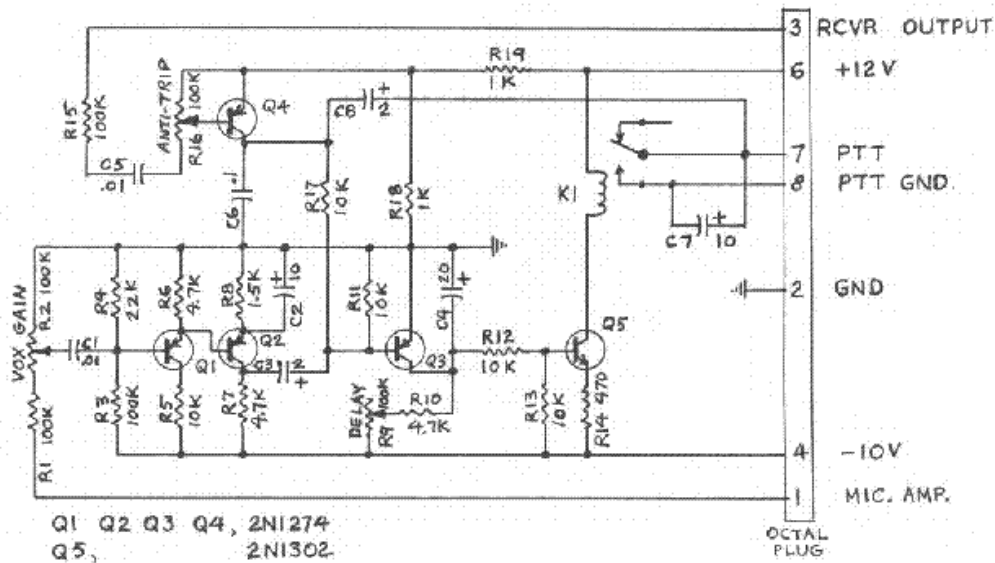 3 RCVR OUTPUT
R19
1K
6 +12V
R15
100K
ANTI-TRIP
R16 100K
Q4
C8
+
2
C5
.01
7 PTT
8 PTT GND.
C6
.1
R17
10K
R18
1K
K1
C7
+
10
VOX GAIN
R2 100K
R4
22K
R6
4.7K
R8
1.5K
+
10
C2
R11
10K
20
+
C4
2 GND
C1
.01
Q1
Q2
C3
2
+
Q3
R12
10K
Q5
R1 100K
R3
100K
R5
10K
R7
4.7K
DELAY
R9 100K
R10
4.7K
R13
10K
R14 470
4 -10V
1 MIC. AMP.
Q1 Q2 Q3 Q4, 2N1274
Q5, 2N1302
OCTAL
PLUG